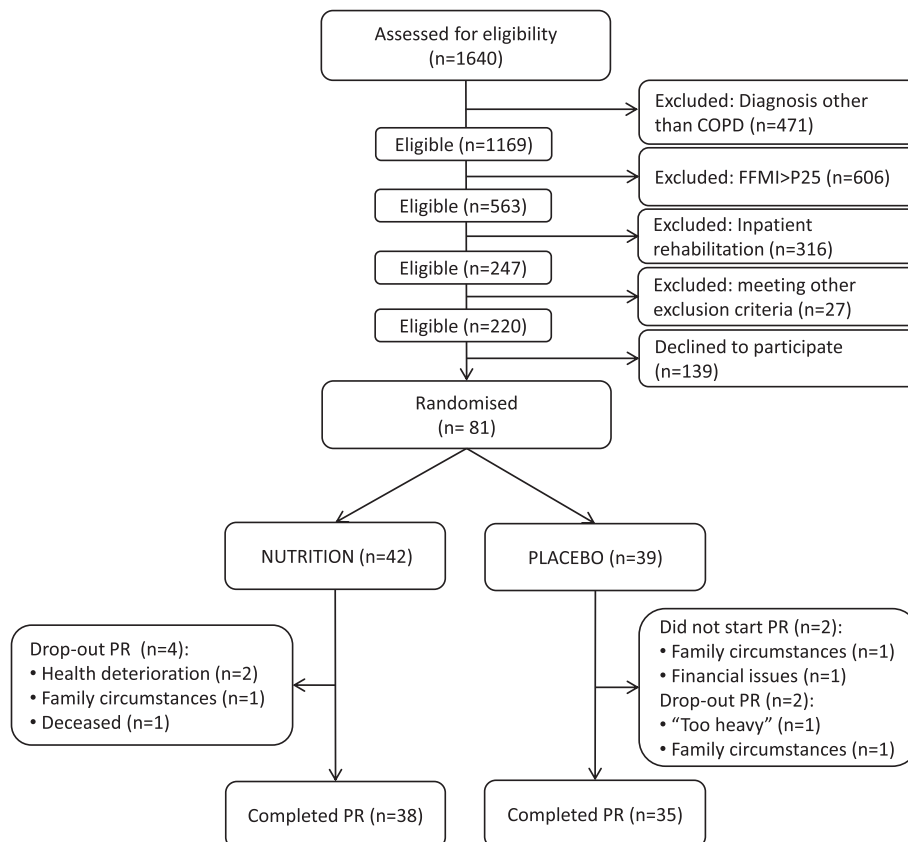 Assessed for eligibility
(n=1640)
Excluded: Diagnosis other
than COPD (n=471)
Eligible (n=1169)
Excluded: FFMI>P25 (n=606)
Eligible (n=563)
Excluded: Inpatient
rehabilitation (n=316)
Eligible (n=247)
Excluded: meeting other
exclusion criteria (n=27)
Eligible (n=220)
Declined to participate
(n=139)
Randomised
(n= 81)
NUTRITION (n=42)
PLACEBO (n=39)
Drop-out PR (n=4):
• Health deterioration (n=2)
• Family circumstances (n=1)
• Deceased (n=1)
Did not start PR (n=2):
• Family circumstances (n=1)
• Financial issues (n=1)
Drop-out PR (n=2):
• “Too heavy” (n=1)
• Family circumstances (n=1)
Completed PR (n=38)
Completed PR (n=35)